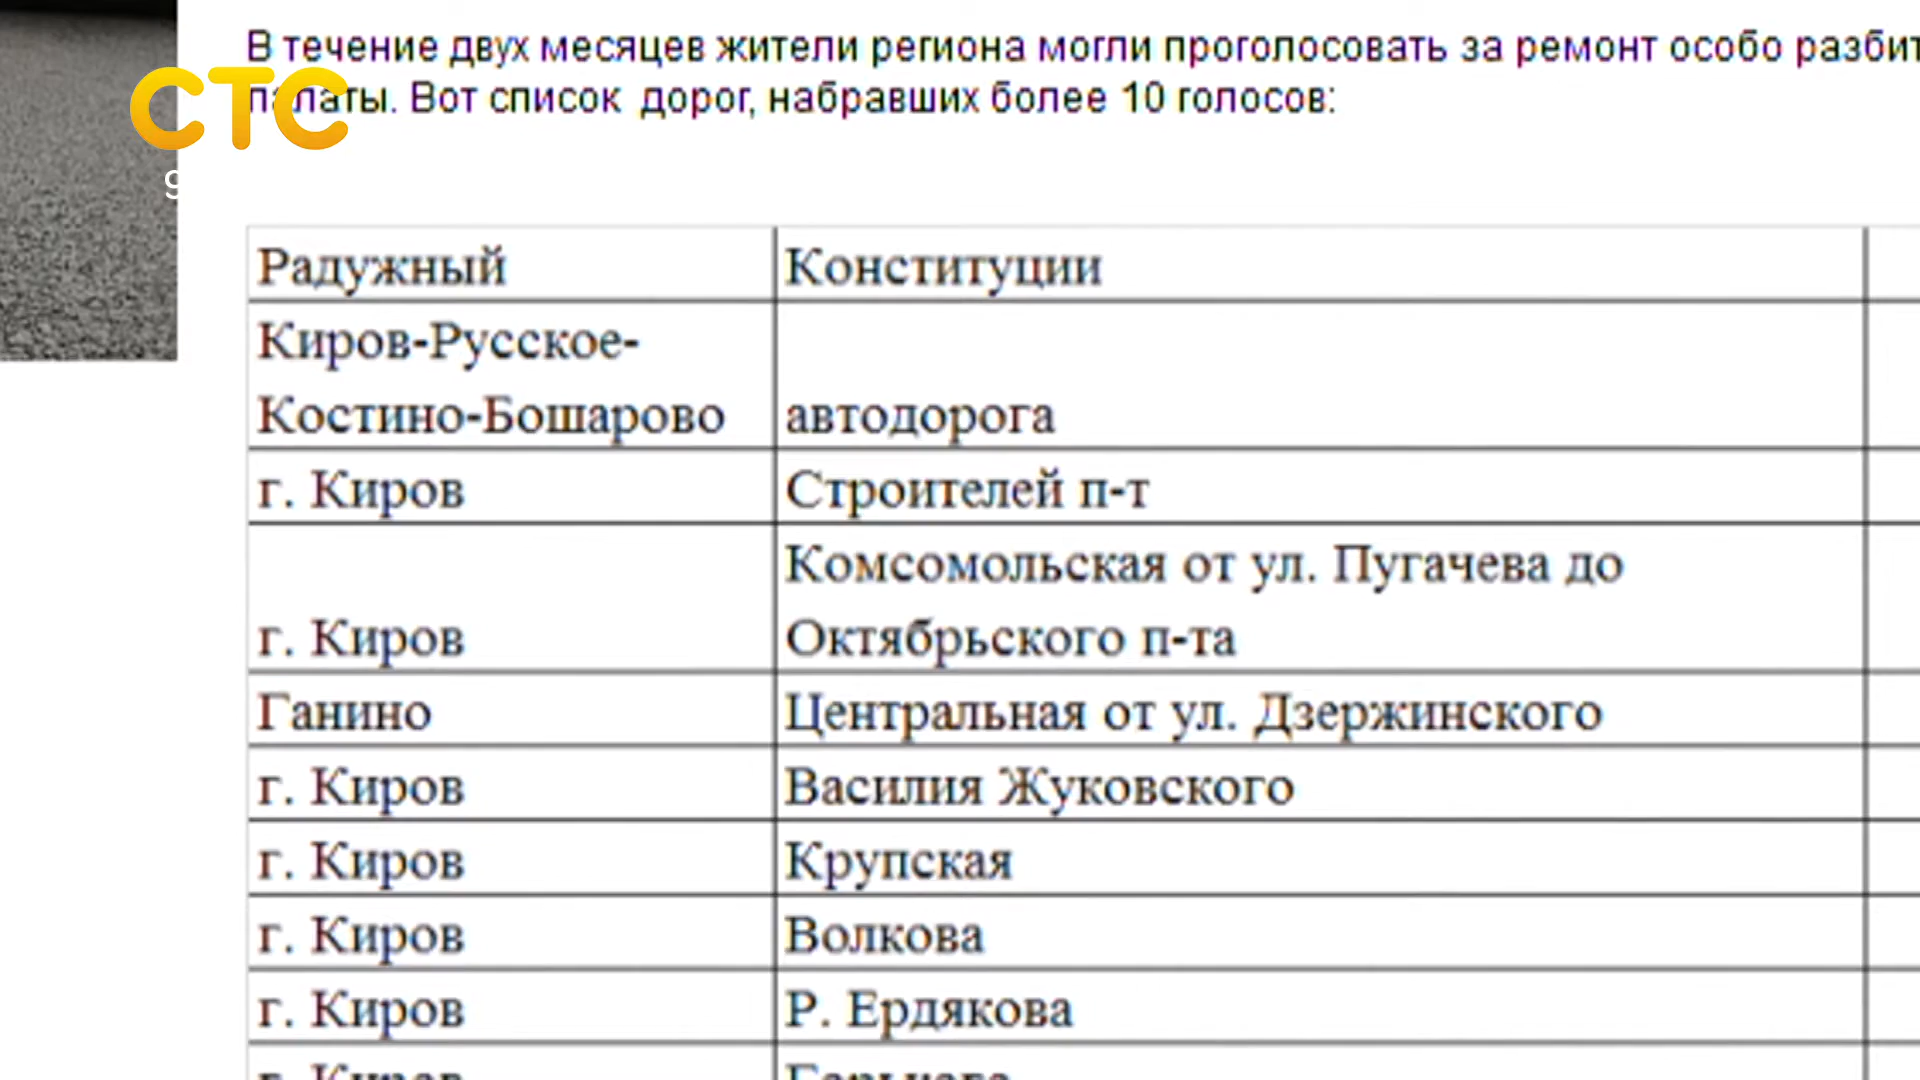 В течение двух месяцев жители региона могли проголосовать за ремонт особо
палаты. Вот список дорог, набравших более 10 голосов:
СТС
Радужный Конституции
Киров-Русское-
Костино-Бошарово автодорога
г. Киров Строителей п-т
Комсомольская от ул. Пугачева до
г. Киров Октябрьского п-та
Ганино Центральная от ул. Дзержинского
г. Киров Василия Жуковского
г. Киров Крупская
г. Киров Волкова
г. Киров Р. Ердякова
г. Киров